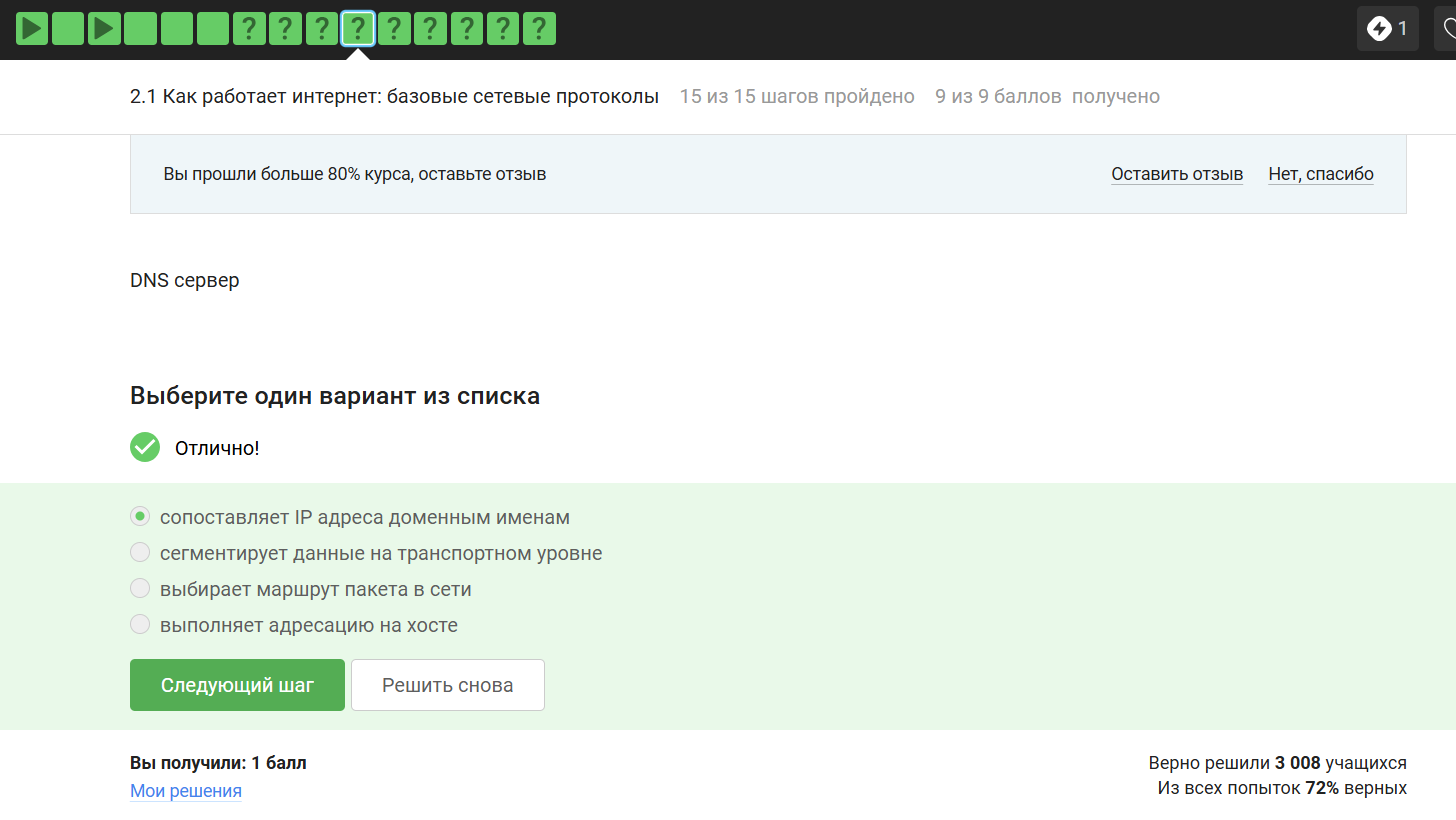 ? ? ? ? ? ? ? ? ?
1
2.1 Как работает интернет: базовые сетевые протоколы 15 из 15 шагов пройдено 9 из 9 баллов получено
Вы прошли больше 80% курса, оставьте отзыв Оставить отзыв Нет, спасибо
DNS сервер
Выберите один вариант из списка
Отлично!
сопоставляет IP адреса доменным именам
сегментирует данные на транспортном уровне
выбирает маршрут пакета в сети
выполняет адресацию на хосте
Следующий шаг Решить снова
Вы получили: 1 балл
Мои решения
Верно решили 3 008 учащихся
Из всех попыток 72% верных